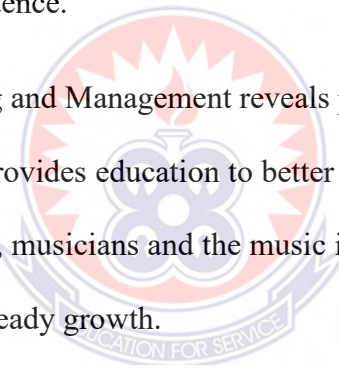 ence.
g and Management reveals
rovides education to better
, musicians and the music i
eady growth.
EDUCATION FOR SERVICE